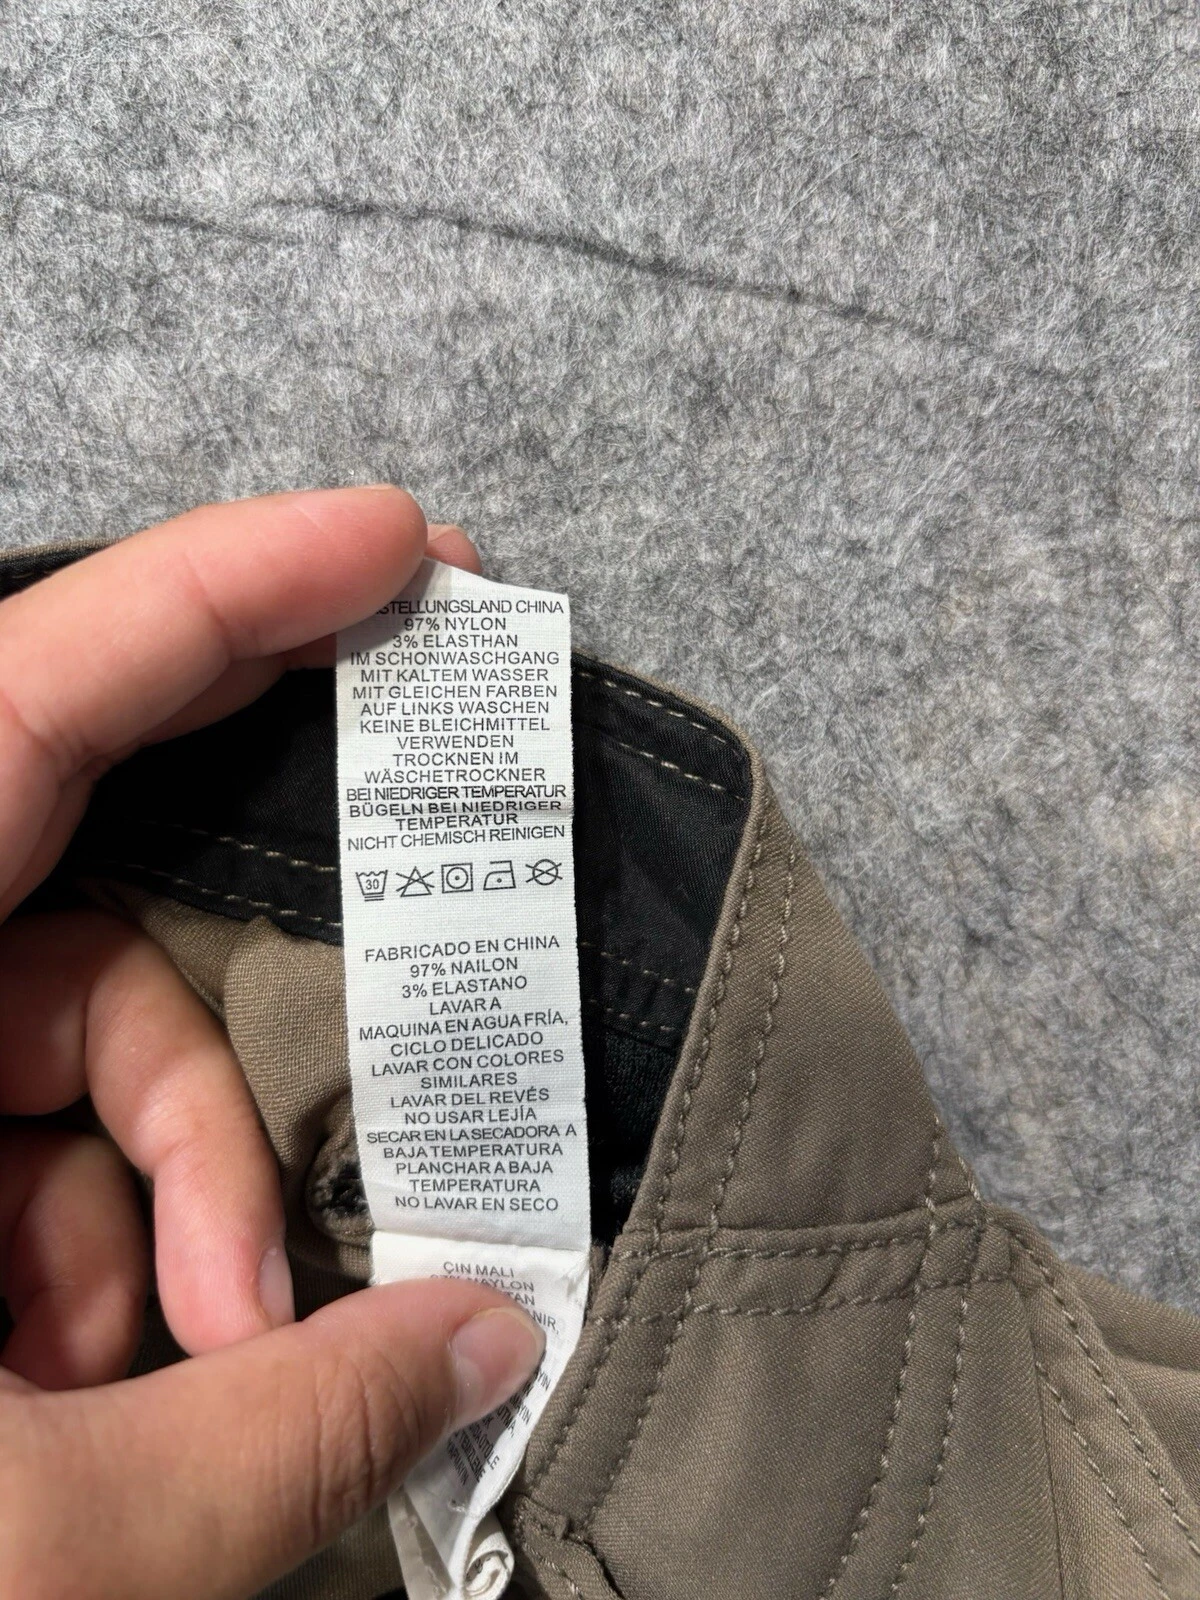 STELLUNGSLAND CHINA
97% NYLON
3% ELASTHAN
IM SCHONWASCHGANG
MIT KALTEM WASSER
MIT GLEICHEN FARBEN
AUF LINKS WASCHEN
KEINE BLEICHMITTEL
VERWENDEN
TROCKNEN IM
WÄSCHETROCKNER
BEI NIEDRIGER TEMPERATUR
BÜGELN BEI NIEDRIGER
TEMPERATUR
NICHT CHEMISCH REINIGEN
30
FABRICADO EN CHINA
97% NAILON
3% ELASTANO
LAVAR A
MAQUINA EN AGUA FRÍA,
CICLO DELICADO
LAVAR CON COLORES
SIMILARES
LAVAR DEL REVÉS
NO USAR LEJÍA
SECAR EN LA SECADORA A
BAJA TEMPERATURA
PLANCHAR A BAJA
TEMPERATURA
NO LAVAR EN SECO
ÇIN MALI